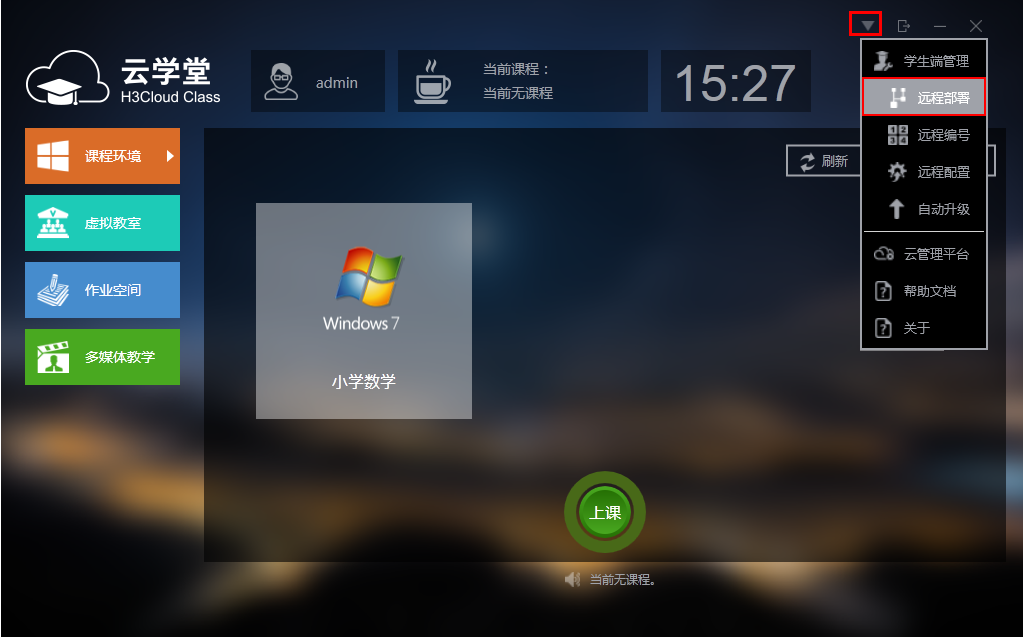 云学堂
H3Cloud Class
admin
当前课程：
当前无课程
15:27
课程环境
虚拟教室
作业空间
多媒体教学
刷新
Windows 7
小学数学
上课
当前无课程。
学生端管理
远程部署
1 2
3 4
远程编号
远程配置
自动升级
云管理平台
帮助文档
关于